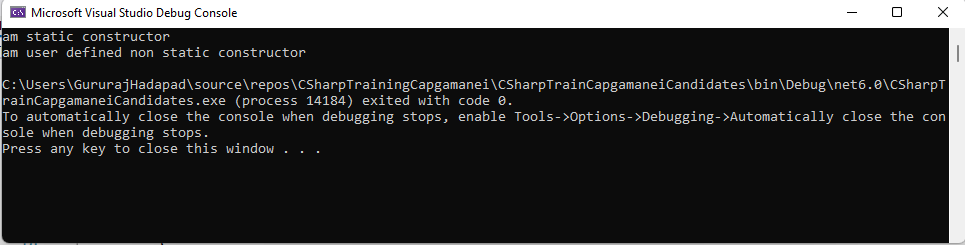 Microsoft Visual Studio Debug Console
am static constructor
am user defined non static constructor
C:\Users\GururajHadapad\source\repos\CSharpTrainingCapgamanei\CSharpTrainCapgamaneiCandidates\bin\Debug\net6.0\CSharpT
rainCapgamaneiCandidates.exe (process 14184) exited with code 0.
To automatically close the console when debugging stops, enable Tools->Options->Debugging->Automatically close the con
sole when debugging stops.
Press any key to close this window . . .